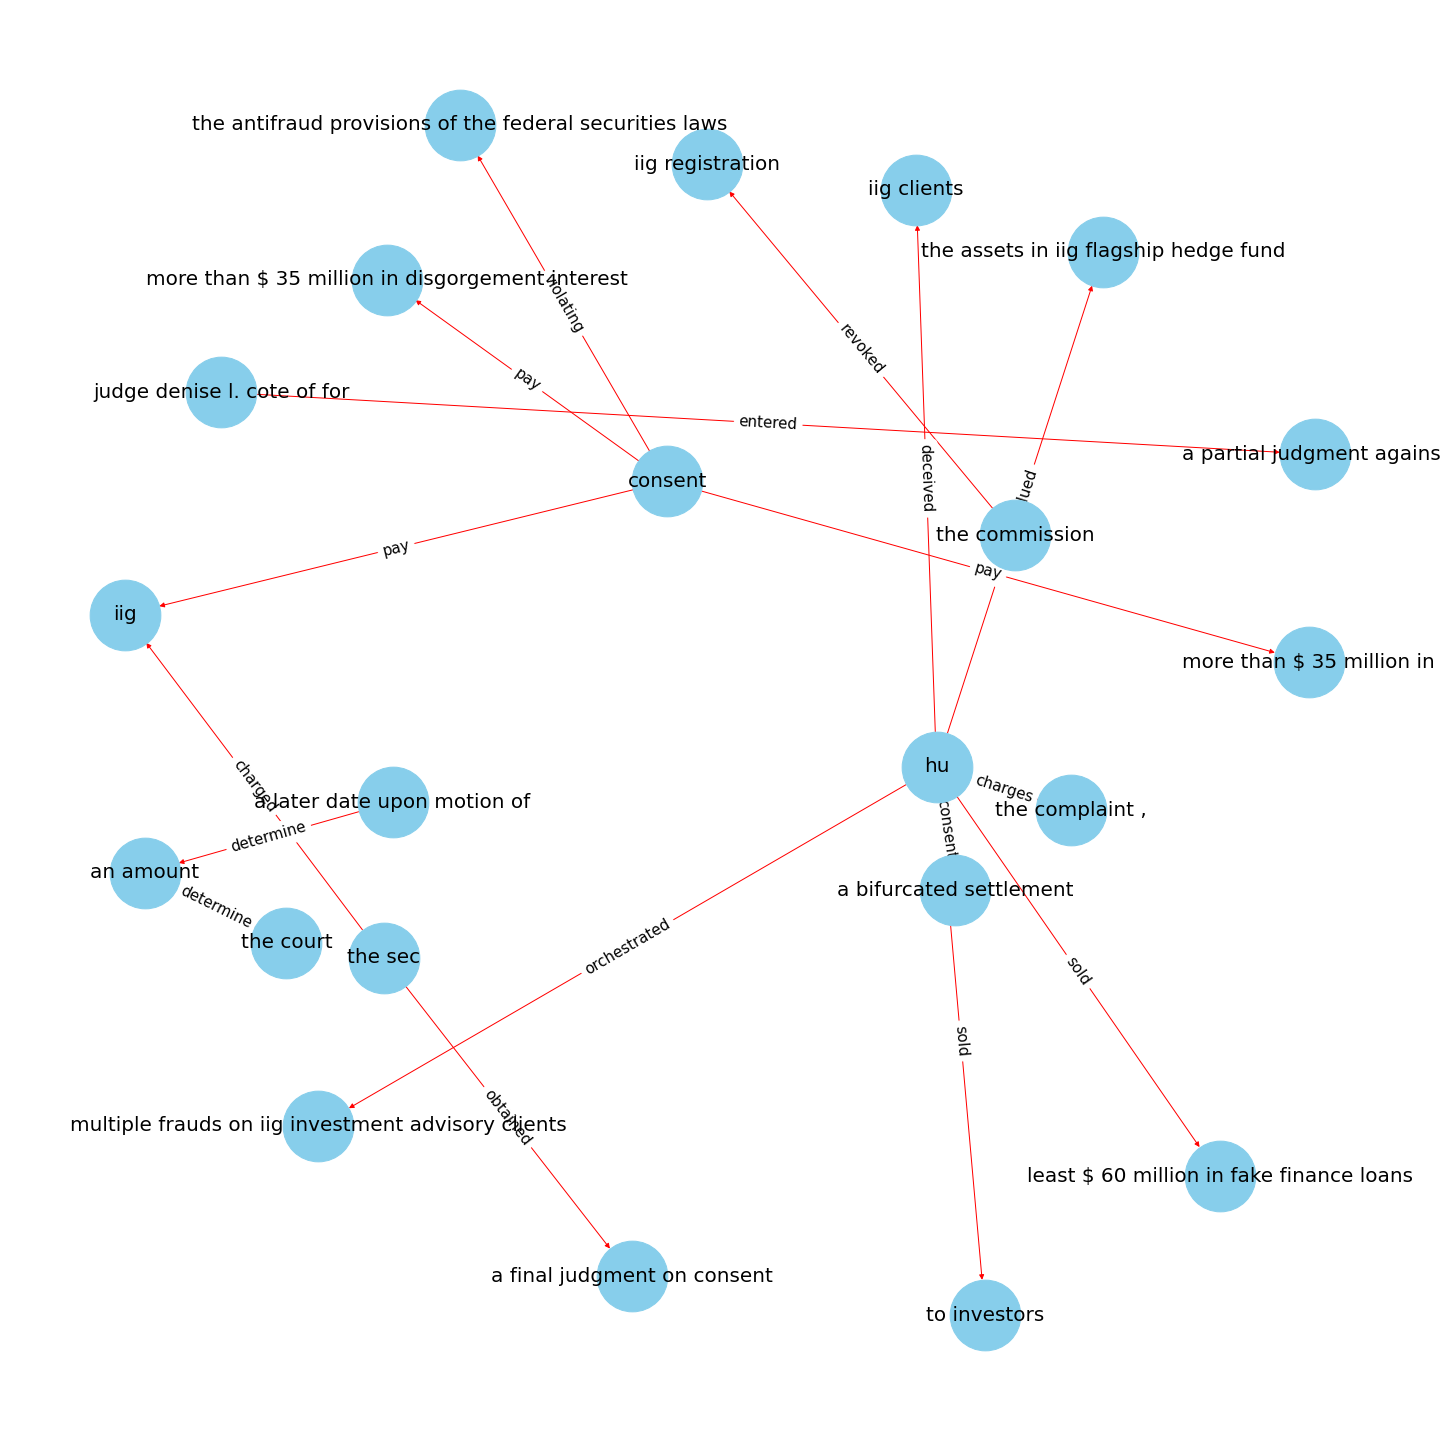 the antifraud provisions of the federal securities laws
iig registration
iig clients
the assets in iig flagship hedge fund
more than $ 35 million in disgorgement interest
violating
revoked
pay
judge denise l. cote of for
entered
a partial judgment agains
deceived
consent
lued
the commission
pay
pay
iig
more than $ 35 million in
hu
charges
charged
a later date upon motion of
the complaint ,
determine
consent
an amount
a bifurcated settlement
determine
the court
the sec
orchestrated
sold
sold
obtained
multiple frauds on iig investment advisory clients
least $ 60 million in fake finance loans
a final judgment on consent
to investors